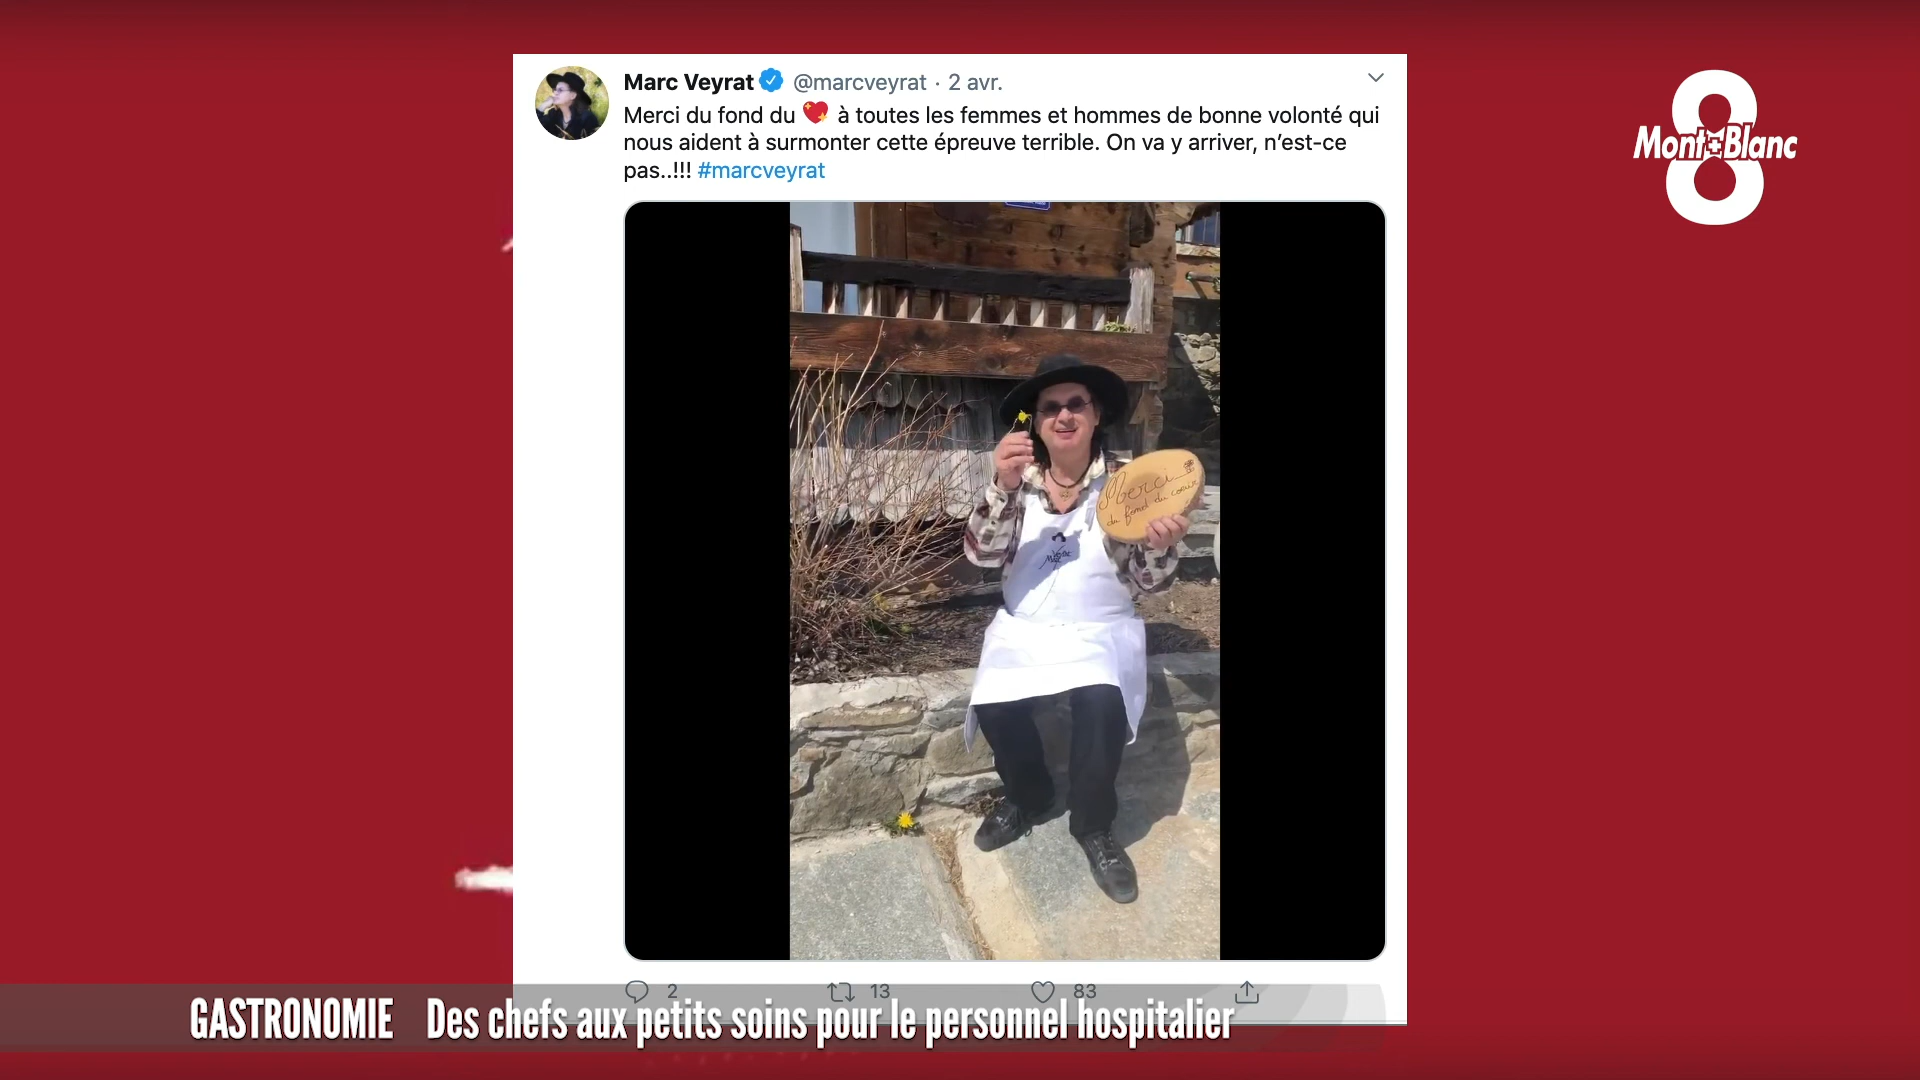 Marc Veyrat @marcveyrat · 2 avr.
Merci du fond du 💖 à toutes les femmes et hommes de bonne volonté qui
nous aident à surmonter cette épreuve terrible. On va y arriver, n’est-ce
pas..!!! #marcveyrat
8
Mont Blanc
Merci
du fond du coeur
2 13 83
GASTRONOMIE Des chefs aux petits soins pour le personnel hospitalier